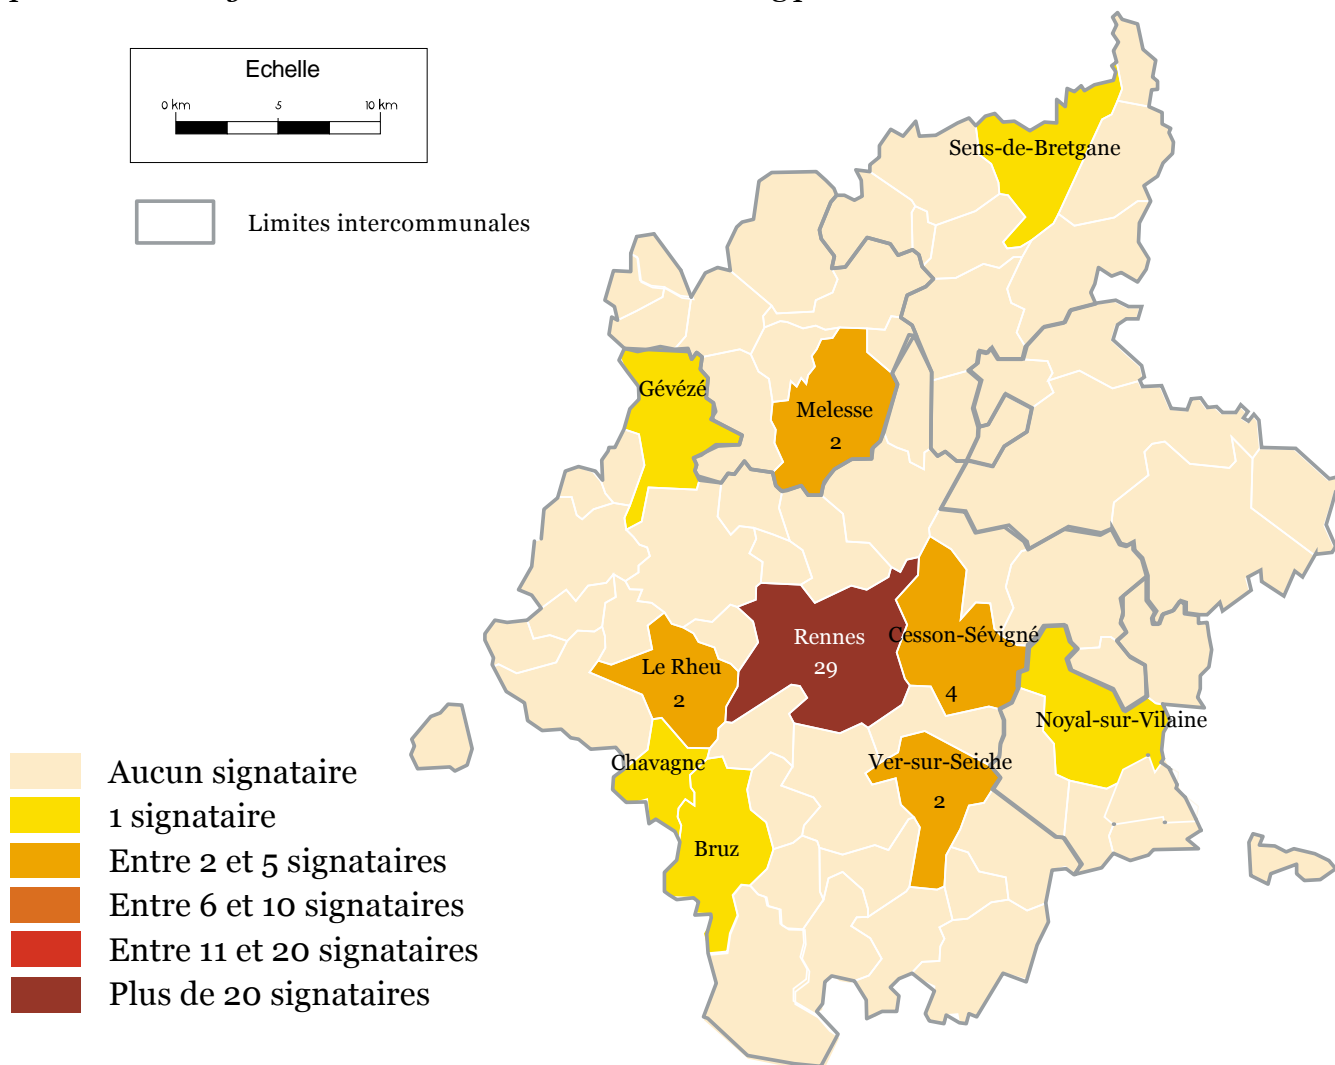 Echelle
0 km 5 10 km
Limites intercommunales
Sens-de-Bretgane
Gévézé
Melesse
2
Rennes
29
Cesson-Sévigné
4
Le Rheu
2
Noyal-sur-Vilaine
Chavagne
Ver-sur-Seiche
2
Bruz
Aucun signataire
1 signataire
Entre 2 et 5 signataires
Entre 6 et 10 signataires
Entre 11 et 20 signataires
Plus de 20 signataires